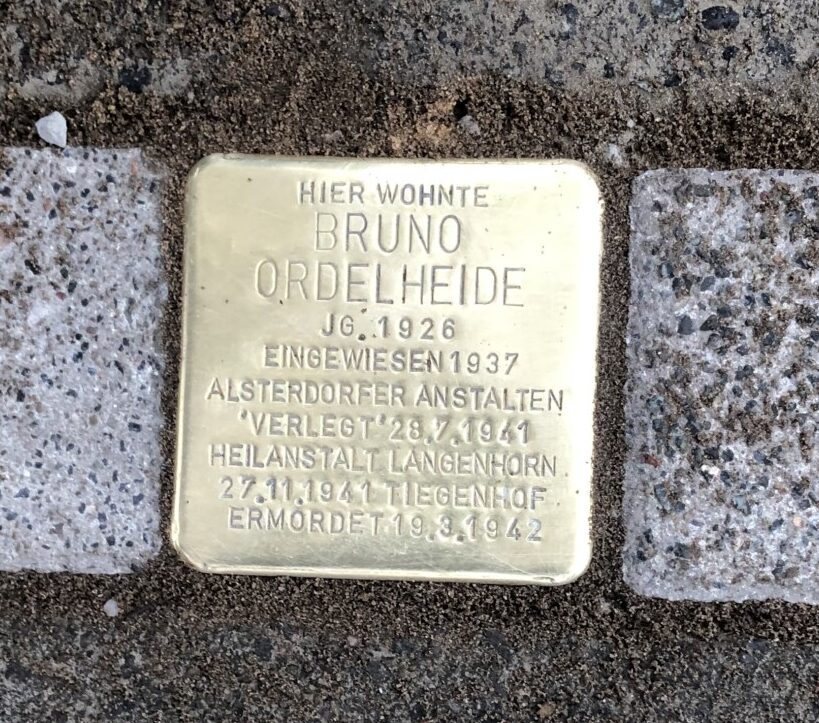 HIER WOHNTE
BRUNO
ORDELHEIDE
JG. 1926
EINGEWIESEN 1937
ALSTERDORFER ANSTALTEN
'VERLEGT' 28.7.1941
HEILANSTALT LANGENHORN
27.11.1941 TIEGENHOF
ERMORDET 19.3.1942